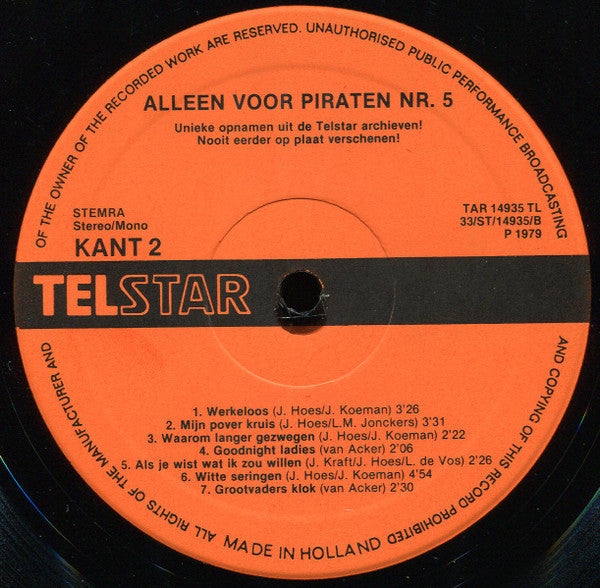 OF THE OWNER OF THE RECORDED WORK ARE RESERVED. UNAUTHORISED PUBLIC PERFORMANCE BROADCASTING
ALLEEN VOOR PIRATEN NR. 5
Unieke opnamen uit de Telstar archieven!
Nooit eerder op plaat verschenen!
STEMRA
Stereo/Mono
KANT 2
TAR 14935 TL
33/ST/14935/B
P 1979
TELSTAR
1. Werkeloos (J. Hoes/J. Koeman) 3'26
2. Mijn pover kruis (J. Hoes/L.M. Jonckers) 3'31
3. Waarom langer gezwegen (J. Hoes/J. Koeman) 2'22
4. Goodnight ladies (van Acker) 2'06
5. Als je wist wat ik zou willen (J. Kraft/J. Hoes/L. de Vos) 2'26
6. Witte seringen (J. Hoes/J. Koeman) 4'54
7. Grootvaders klok (van Acker) 2'30
AND COPYING OF THIS RECORD PROHIBITED
MADE IN HOLLAND
ALL RIGHTS OF THE MANUFACTURER AND